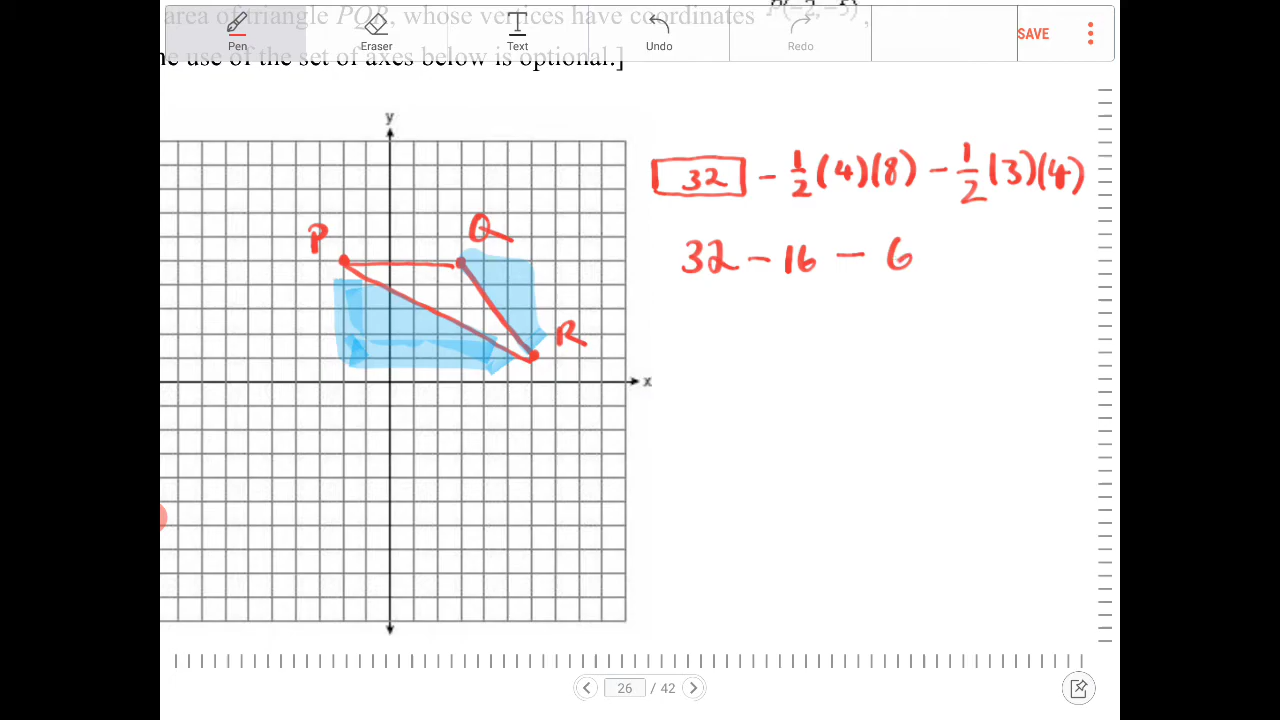 area of triangle PQR, whose vertices have coordinates P(-2,-5),
Pen
Eraser
Text
Undo
Redo
SAVE
he use of the set of axes below is optional.]
y
x
P
Q
R
32 - 1/2 (4)(8) - 1/2 (3)(4)
32 - 16 - 6
26 / 42